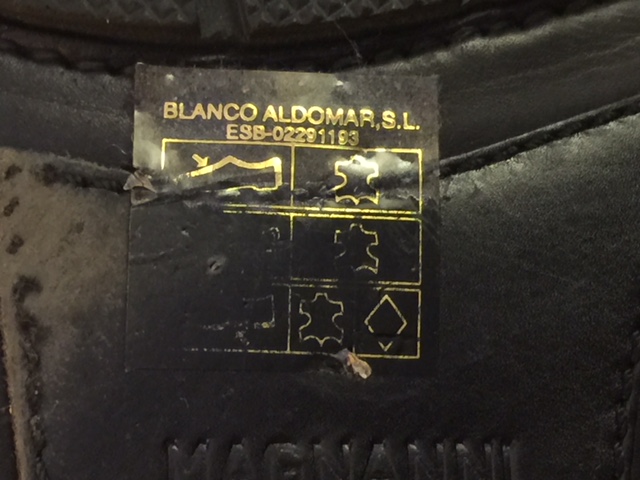 BLANCO ALDOMAR, S.L.
ESB-02291193
MAGNANNI